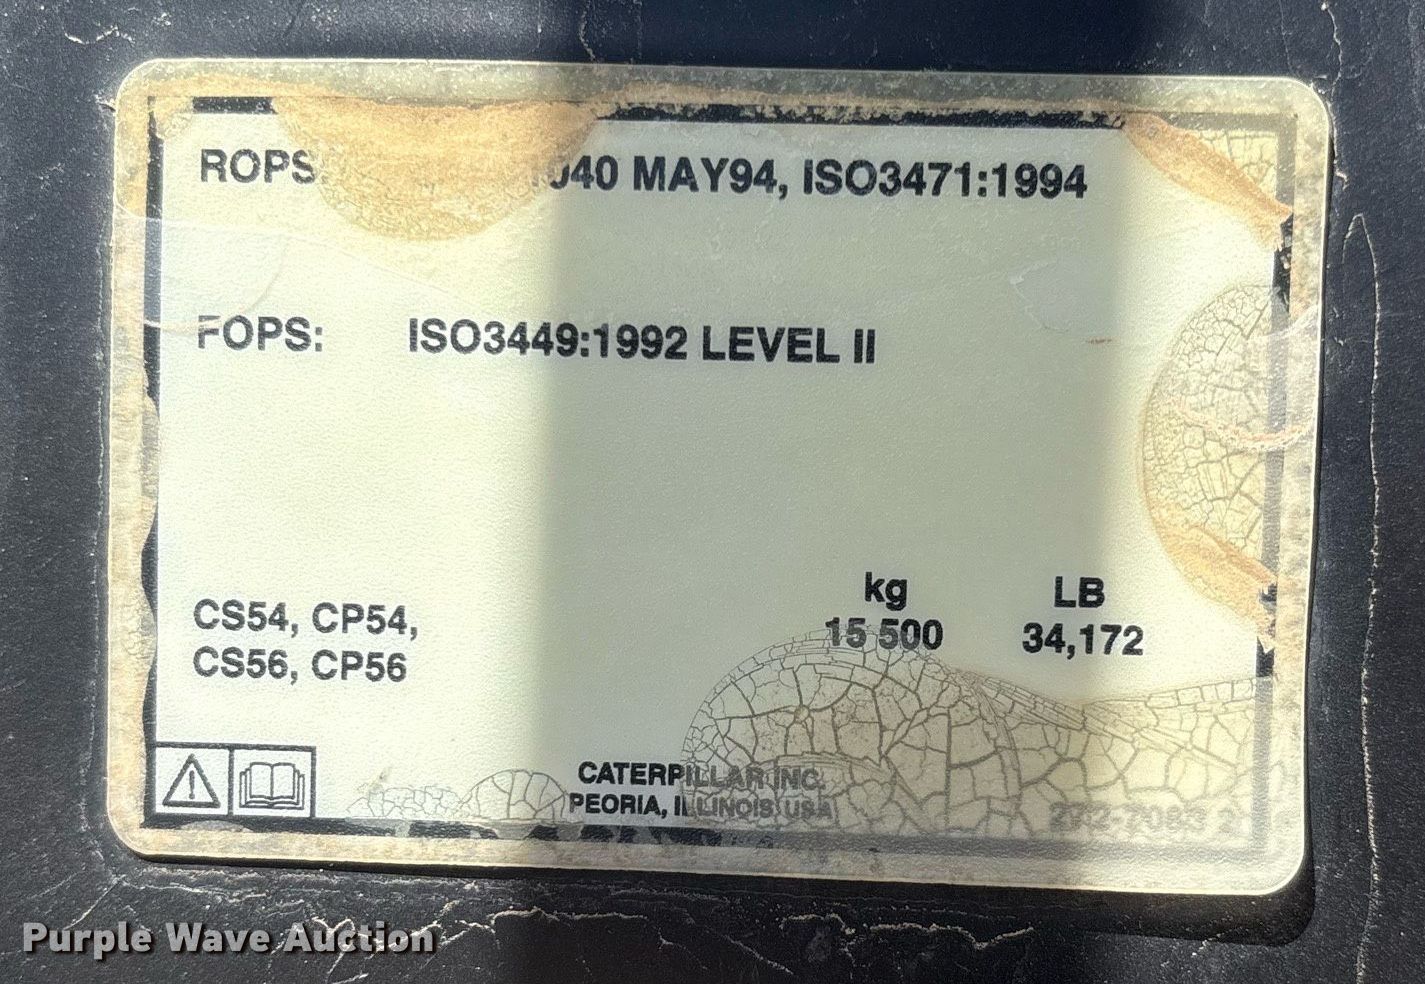 ROPS: 1040 MAY94, ISO3471:1994
FOPS: ISO3449:1992 LEVEL II
kg LB
CS54, CP54, 15 500 34,172
CS56, CP56
CATERPILLAR INC.
PEORIA, ILLINOIS USA
Purple Wave Auction